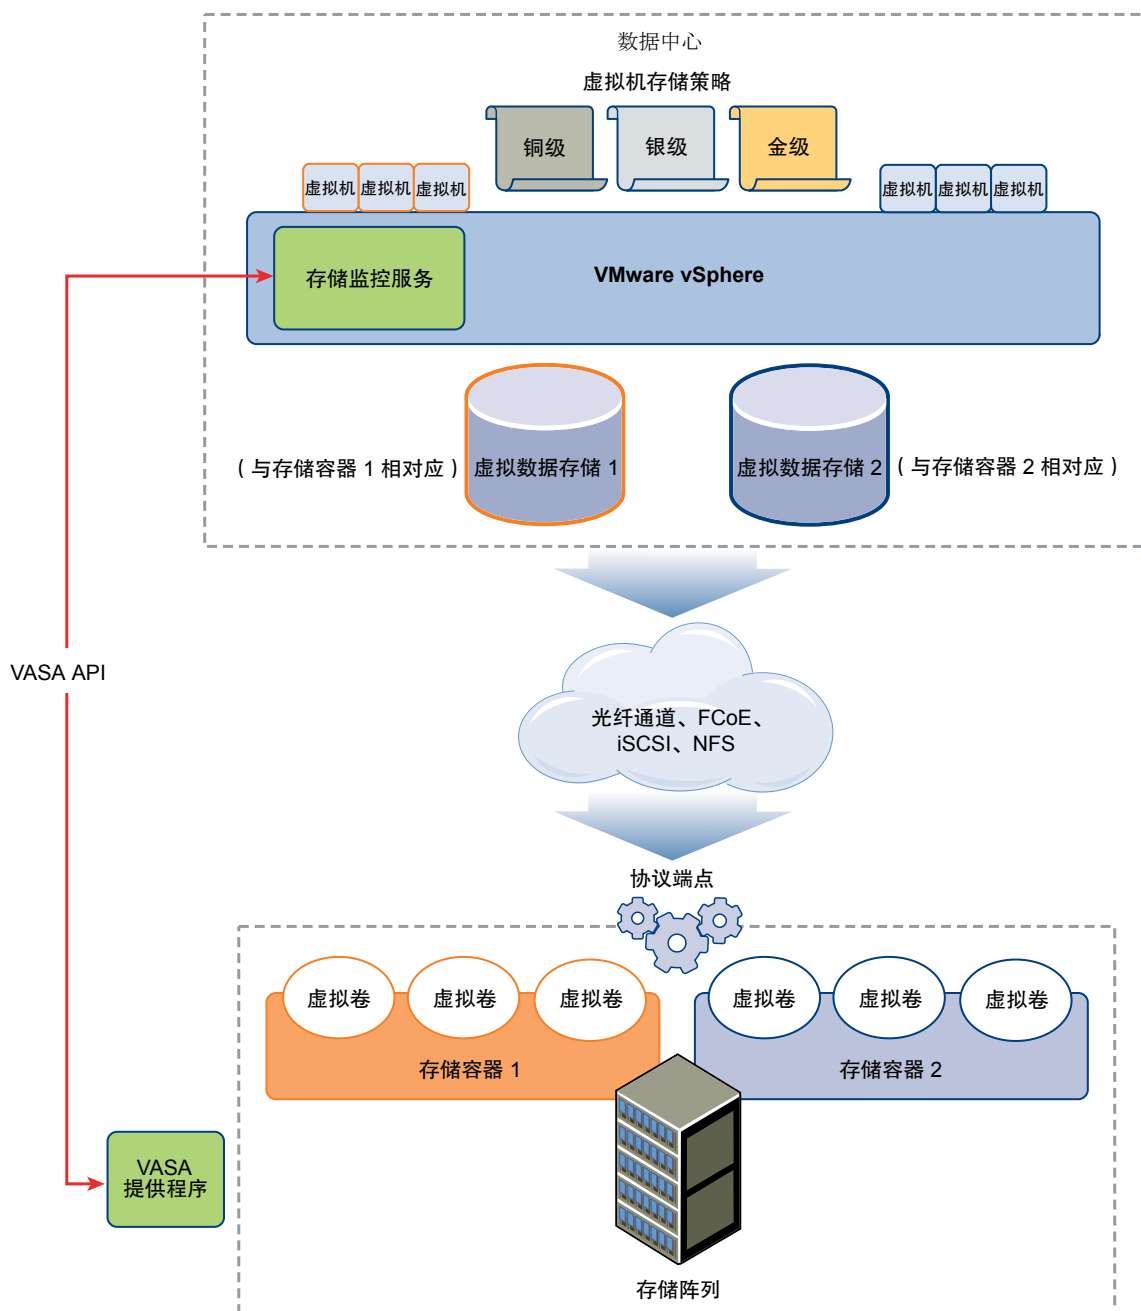 数据中心
虚拟机存储策略
铜级
银级
金级
虚拟机 虚拟机 虚拟机
虚拟机 虚拟机 虚拟机
存储监控服务
VMware vSphere
（与存储容器 1 相对应）
虚拟数据存储 1
虚拟数据存储 2
（与存储容器 2 相对应）
VASA API
光纤通道、FCoE、
iSCSI、NFS
协议端点
虚拟卷 虚拟卷 虚拟卷
虚拟卷 虚拟卷 虚拟卷
存储容器 1
存储容器 2
VASA
提供程序
存储阵列